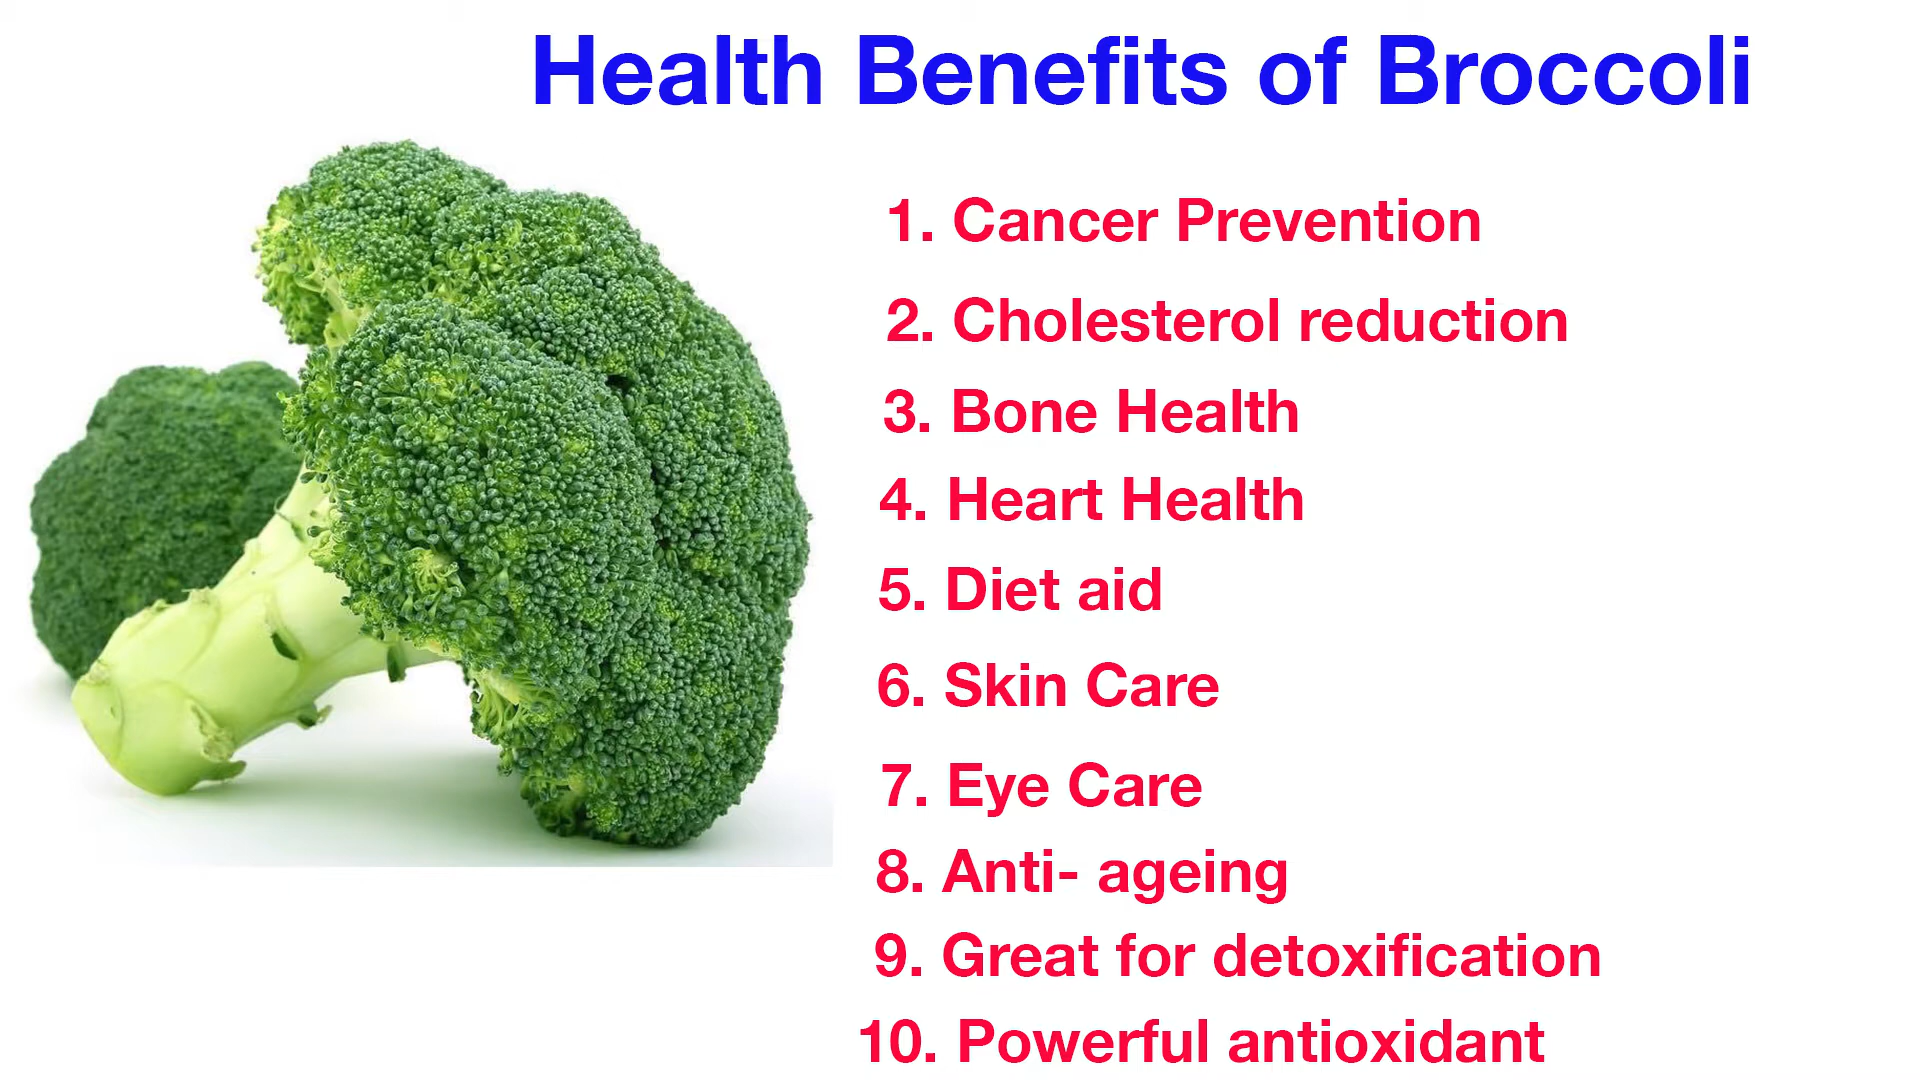 Health Benefits of Broccoli
1. Cancer Prevention
2. Cholesterol reduction
3. Bone Health
4. Heart Health
5. Diet aid
6. Skin Care
7. Eye Care
8. Anti- ageing
9. Great for detoxification
10. Powerful antioxidant